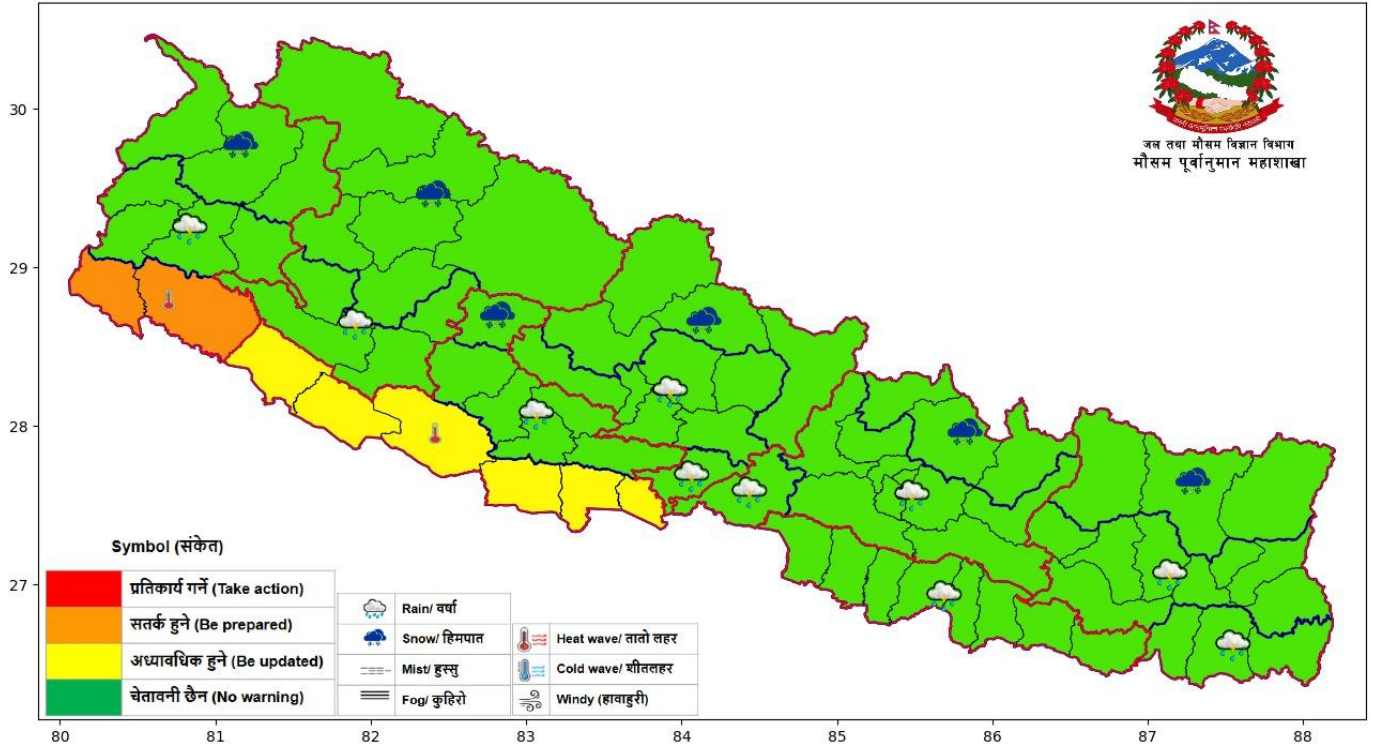 30
29
28
27
80
81
82
83
84
85
86
87
88
जल तथा मौसम विज्ञान विभाग
मौसम पूर्वानुमान महाशाखा
Symbol (संकेत)
प्रतिकार्य गर्ने (Take action)
सतर्क हुने (Be prepared)
अध्यावधिक हुने (Be updated)
चेतावनी छैन (No warning)
Rain/ वर्षा
Snow/ हिमपात
Mist/ हुस्सु
Fog/ कुहिरो
Heat wave/ तातो लहर
Cold wave/ शीतलहर
Windy (हावाहुरी)